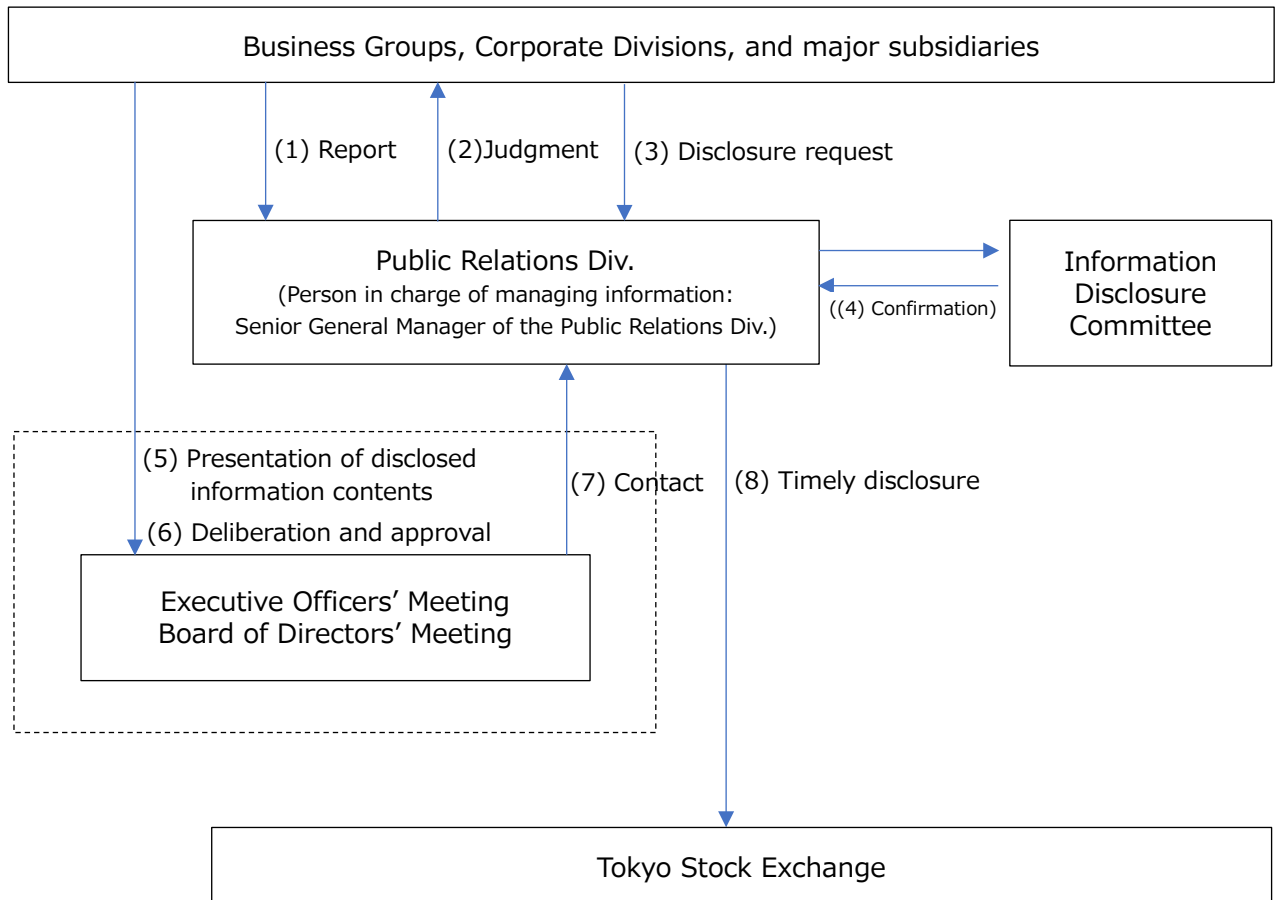 Business Groups, Corporate Divisions, and major subsidiaries
(1) Report
(2)Judgment
(3) Disclosure request
Public Relations Div.
(Person in charge of managing information:
Senior General Manager of the Public Relations Div.)
((4) Confirmation)
Information
Disclosure
Committee
(5) Presentation of disclosed
information contents
(6) Deliberation and approval
(7) Contact
(8) Timely disclosure
Executive Officers’ Meeting
Board of Directors’ Meeting
Tokyo Stock Exchange